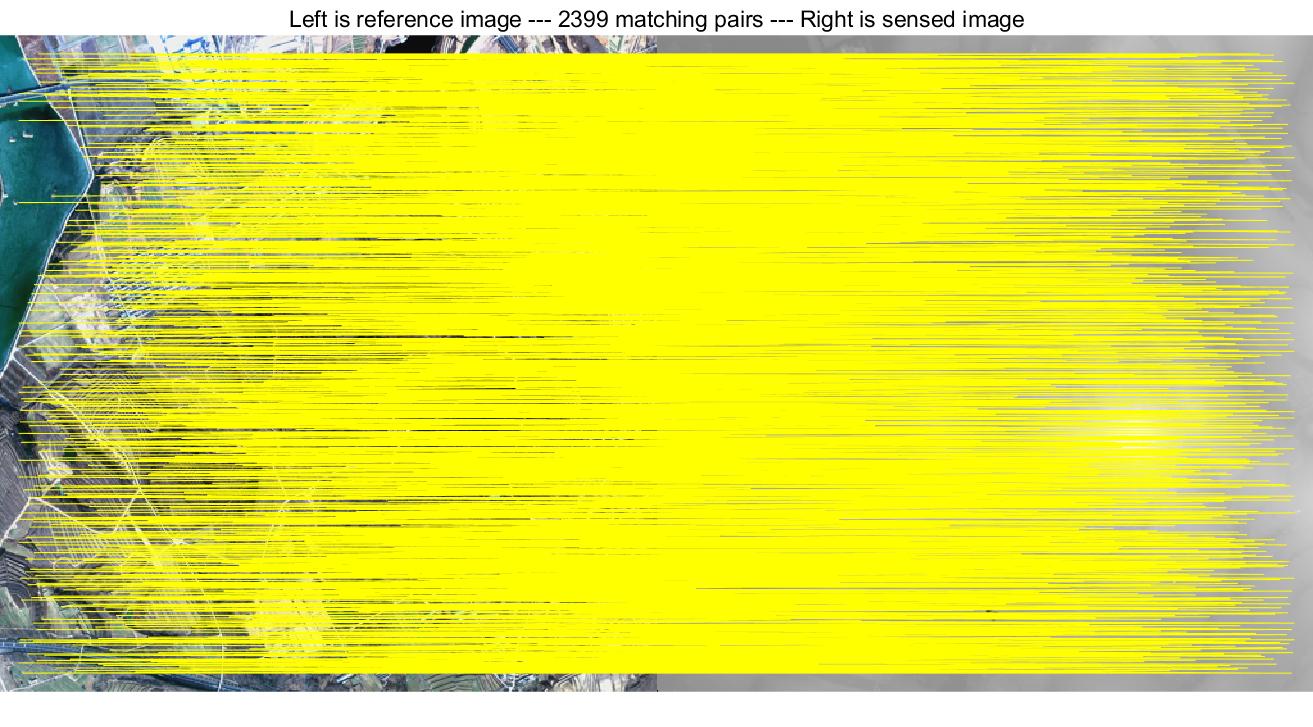 Left is reference image --- 2399 matching pairs --- Right is sensed image